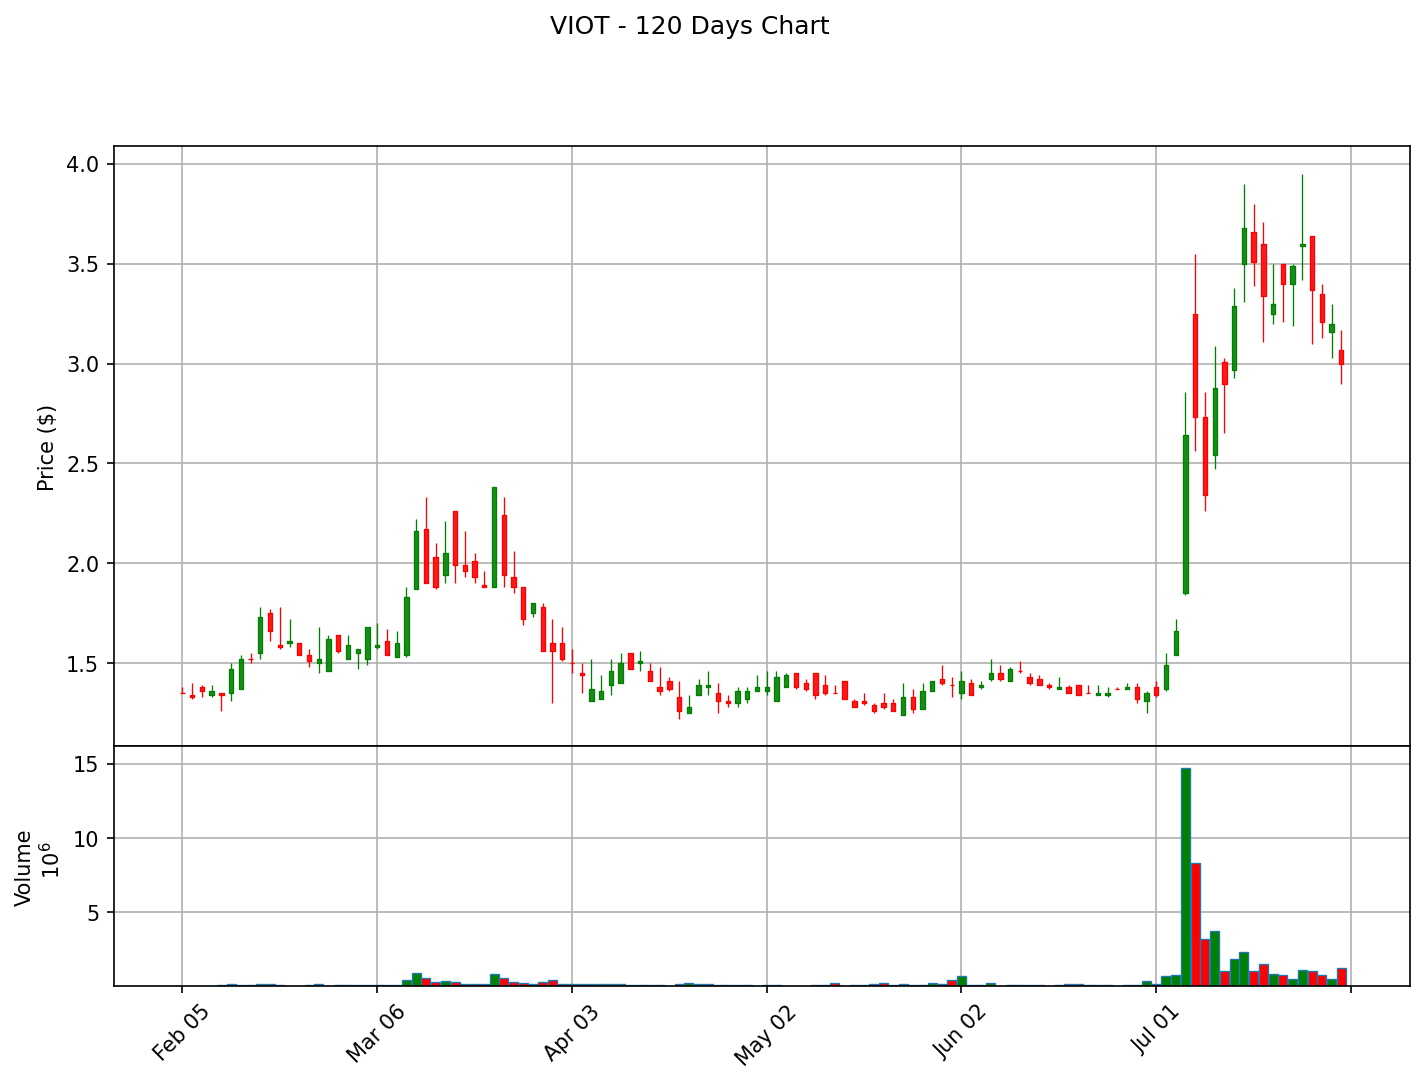 VIOT - 120 Days Chart
4.0
3.5
3.0
2.5
2.0
1.5
Price ($)
15
10
5
Volume
10⁶
Feb 05
Mar 06
Apr 03
May 02
Jun 02
Jul 01